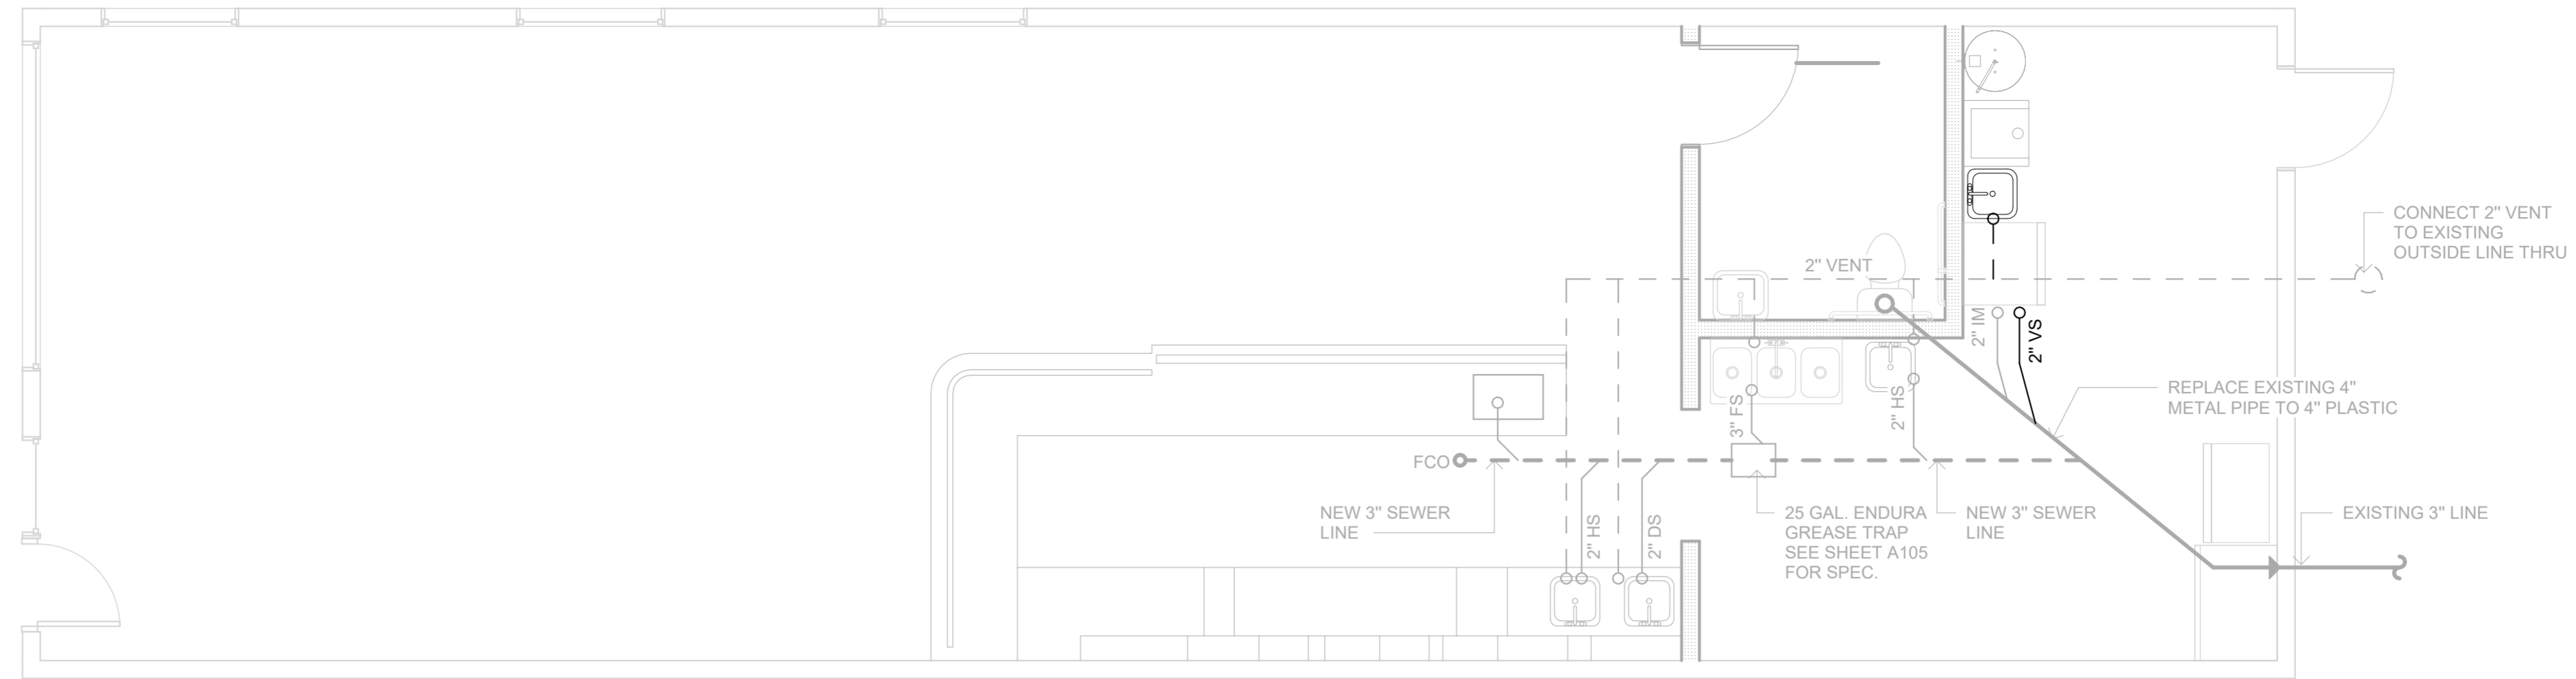 CONNECT 2" VENT
TO EXISTING
OUTSIDE LINE THRU
2" VENT
2" IM
2" VS
REPLACE EXISTING 4"
METAL PIPE TO 4" PLASTIC
3" FS
2" HS
FCO
NEW 3" SEWER
LINE
2" HS
2" DS
25 GAL. ENDURA
GREASE TRAP
SEE SHEET A105
FOR SPEC.
NEW 3" SEWER
LINE
EXISTING 3" LINE